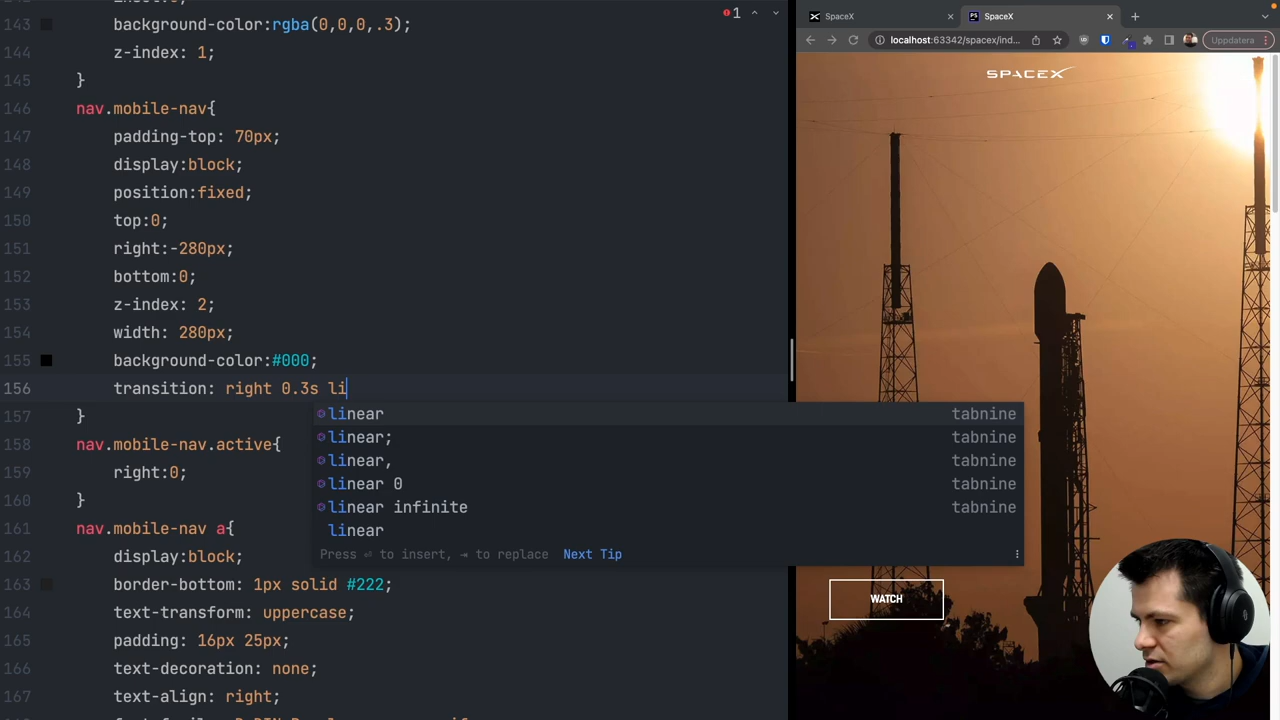 143 background-color:rgba(0,0,0,.3);
144 z-index: 1;
145 }
146 nav.mobile-nav{
147 padding-top: 70px;
148 display:block;
149 position:fixed;
150 top:0;
151 right:-280px;
152 bottom:0;
153 z-index: 2;
154 width: 280px;
155 background-color:#000;
156 transition: right 0.3s li
157 }
158 nav.mobile-nav.active{
159 right:0;
160 }
161 nav.mobile-nav a{
162 display:block;
163 border-bottom: 1px solid #222;
164 text-transform: uppercase;
165 padding: 16px 25px;
166 text-decoration: none;
167 text-align: right;
linear tabnine
linear; tabnine
linear, tabnine
linear 0 tabnine
linear infinite tabnine
linear
Press ⏎ to insert, ⇥ to replace Next Tip
1
SpaceX
SpaceX
localhost:63342/spacex/ind...
Uppdatera
SPACEX
WATCH